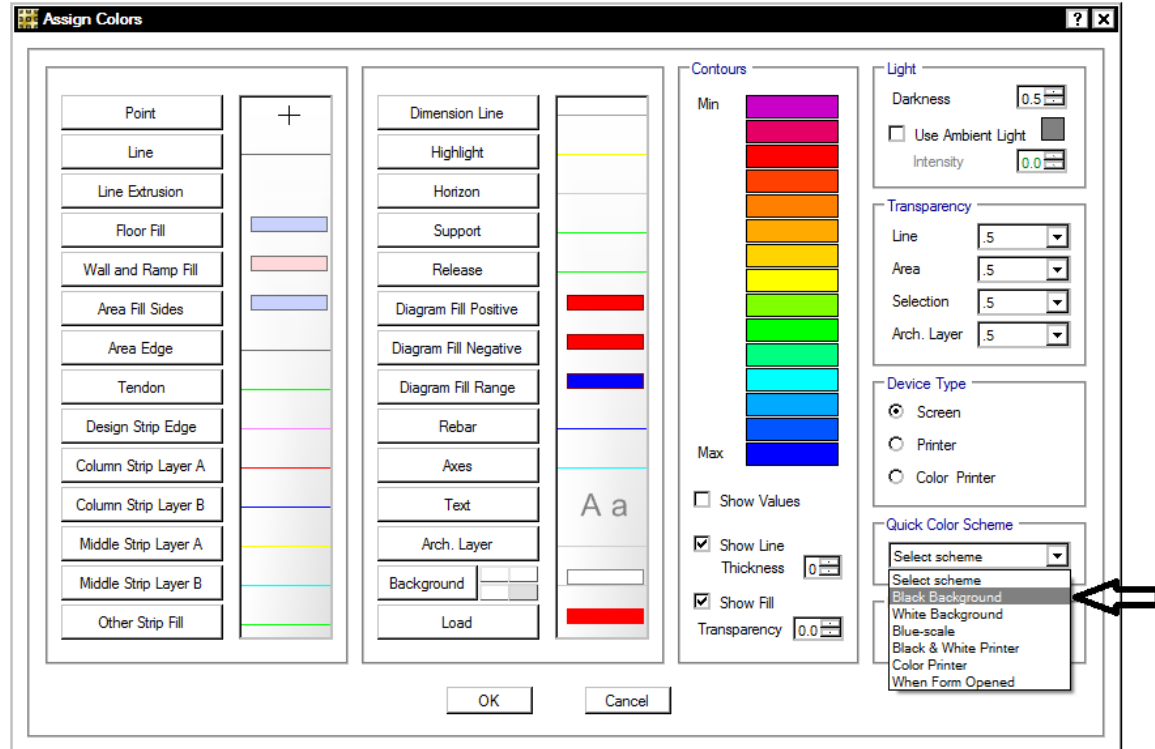 Assign Colors
? X
Point
Line
Line Extrusion
Floor Fill
Wall and Ramp Fill
Area Fill Sides
Area Edge
Tendon
Design Strip Edge
Column Strip Layer A
Column Strip Layer B
Middle Strip Layer A
Middle Strip Layer B
Other Strip Fill
Dimension Line
Highlight
Horizon
Support
Release
Diagram Fill Positive
Diagram Fill Negative
Diagram Fill Range
Rebar
Axes
Text
A a
Arch. Layer
Background
Load
Contours
Min
Max
Show Values
Show Line
Thickness 0
Show Fill
Transparency 0.0
Light
Darkness 0.5
Use Ambient Light
Intensity 0.0
Transparency
Line .5
Area .5
Selection .5
Arch. Layer .5
Device Type
Screen
Printer
Color Printer
Quick Color Scheme
Select scheme
Select scheme
Black Background
White Background
Blue-scale
Black & White Printer
Color Printer
When Form Opened
OK
Cancel